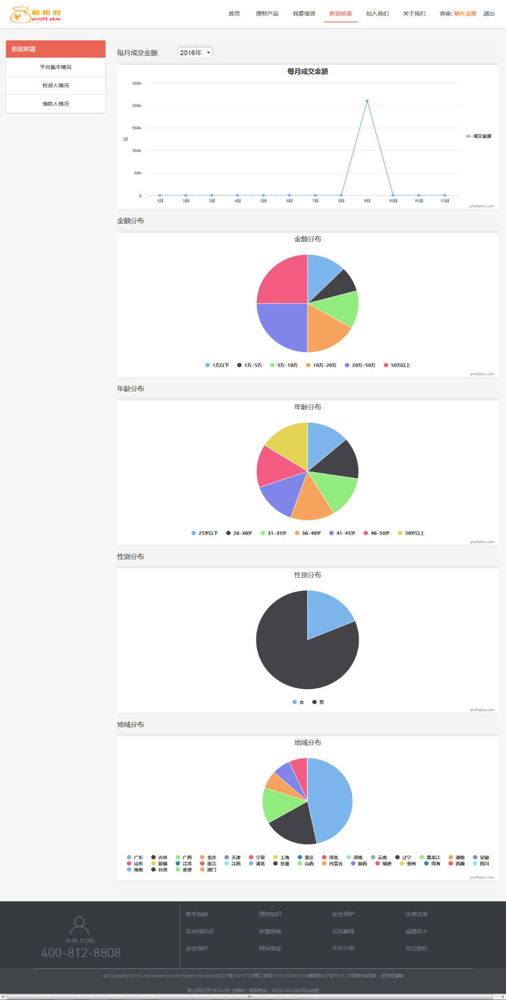 朝朝利
profit plus
首页 理财产品 我要借贷 数据披露 加入我们 关于我们 商家: 蜗牛金服 退出
数据披露
平台基本情况
投资人情况
借款人情况
每月成交金额 2016年
每月成交金额
250k
200k
150k
100k
50k
0
元
成交金额
1月 2月 3月 4月 5月 6月 7月 8月 9月 10月 11月 12月
profitplus.com
金额分布
金额分布
1万以下 1万-5万 5万-10万 10万-20万 20万-50万 50万以上
profitplus.com
年龄分布
年龄分布
25岁以下 26-30岁 31-35岁 36-40岁 41-45岁 46-50岁 50岁以上
profitplus.com
性别分布
性别分布
女 男
profitplus.com
地域分布
地域分布
广东 吉林 广西 北京 天津 宁夏 上海 重庆 河北 河南 云南 辽宁 黑龙江 湖南 安徽
山东 新疆 江苏 浙江 江西 湖北 甘肃 山西 内蒙古 陕西 福建 贵州 青海 西藏 四川
海南 台湾 香港 澳门
profitplus.com
新手指南 理财知识 安全保护 法律法规
反洗钱知识 友情链接 名词解释 诚聘英才
安全保护 网站地址 平台介绍 关注我们
(9:00-21:00)
400-812-8808
©Copyright(c)2016 zhaozhaoli.com All Rights Reserved东ICP备14017729理工学院11010102001399朝朝利ICP证150121号理财有风险，投资需谨慎
新出网证(京)字242号 全国统一客服电话：8888-888-888网站地图